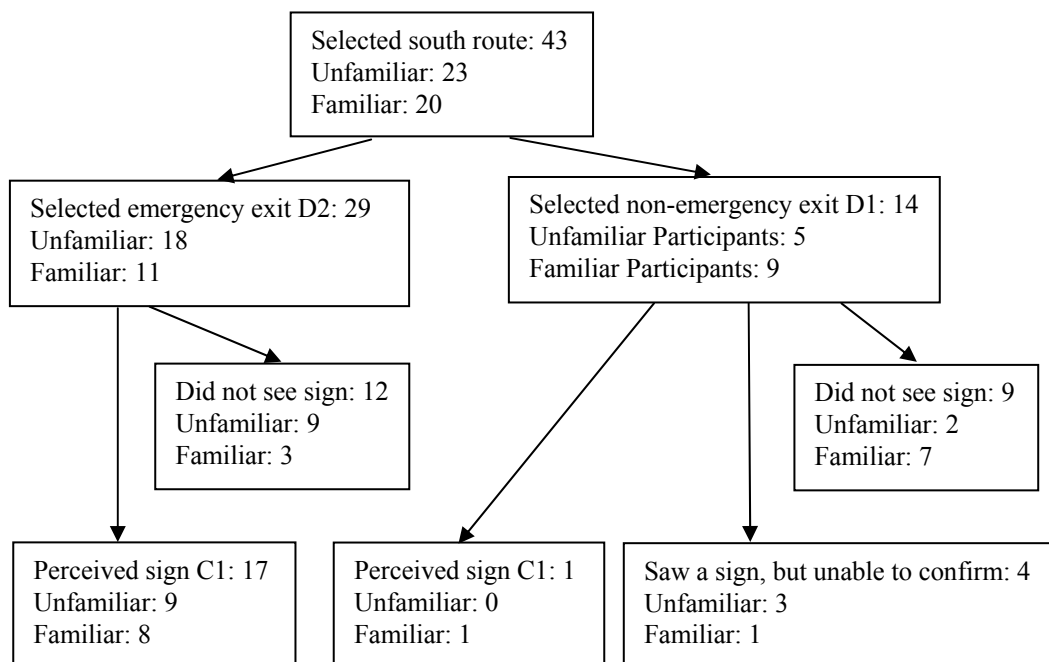 Selected south route: 43
Unfamiliar: 23
Familiar: 20
Selected emergency exit D2: 29
Unfamiliar: 18
Familiar: 11
Selected non-emergency exit D1: 14
Unfamiliar Participants: 5
Familiar Participants: 9
Did not see sign: 12
Unfamiliar: 9
Familiar: 3
Did not see sign: 9
Unfamiliar: 2
Familiar: 7
Perceived sign C1: 17
Unfamiliar: 9
Familiar: 8
Perceived sign C1: 1
Unfamiliar: 0
Familiar: 1
Saw a sign, but unable to confirm: 4
Unfamiliar: 3
Familiar: 1